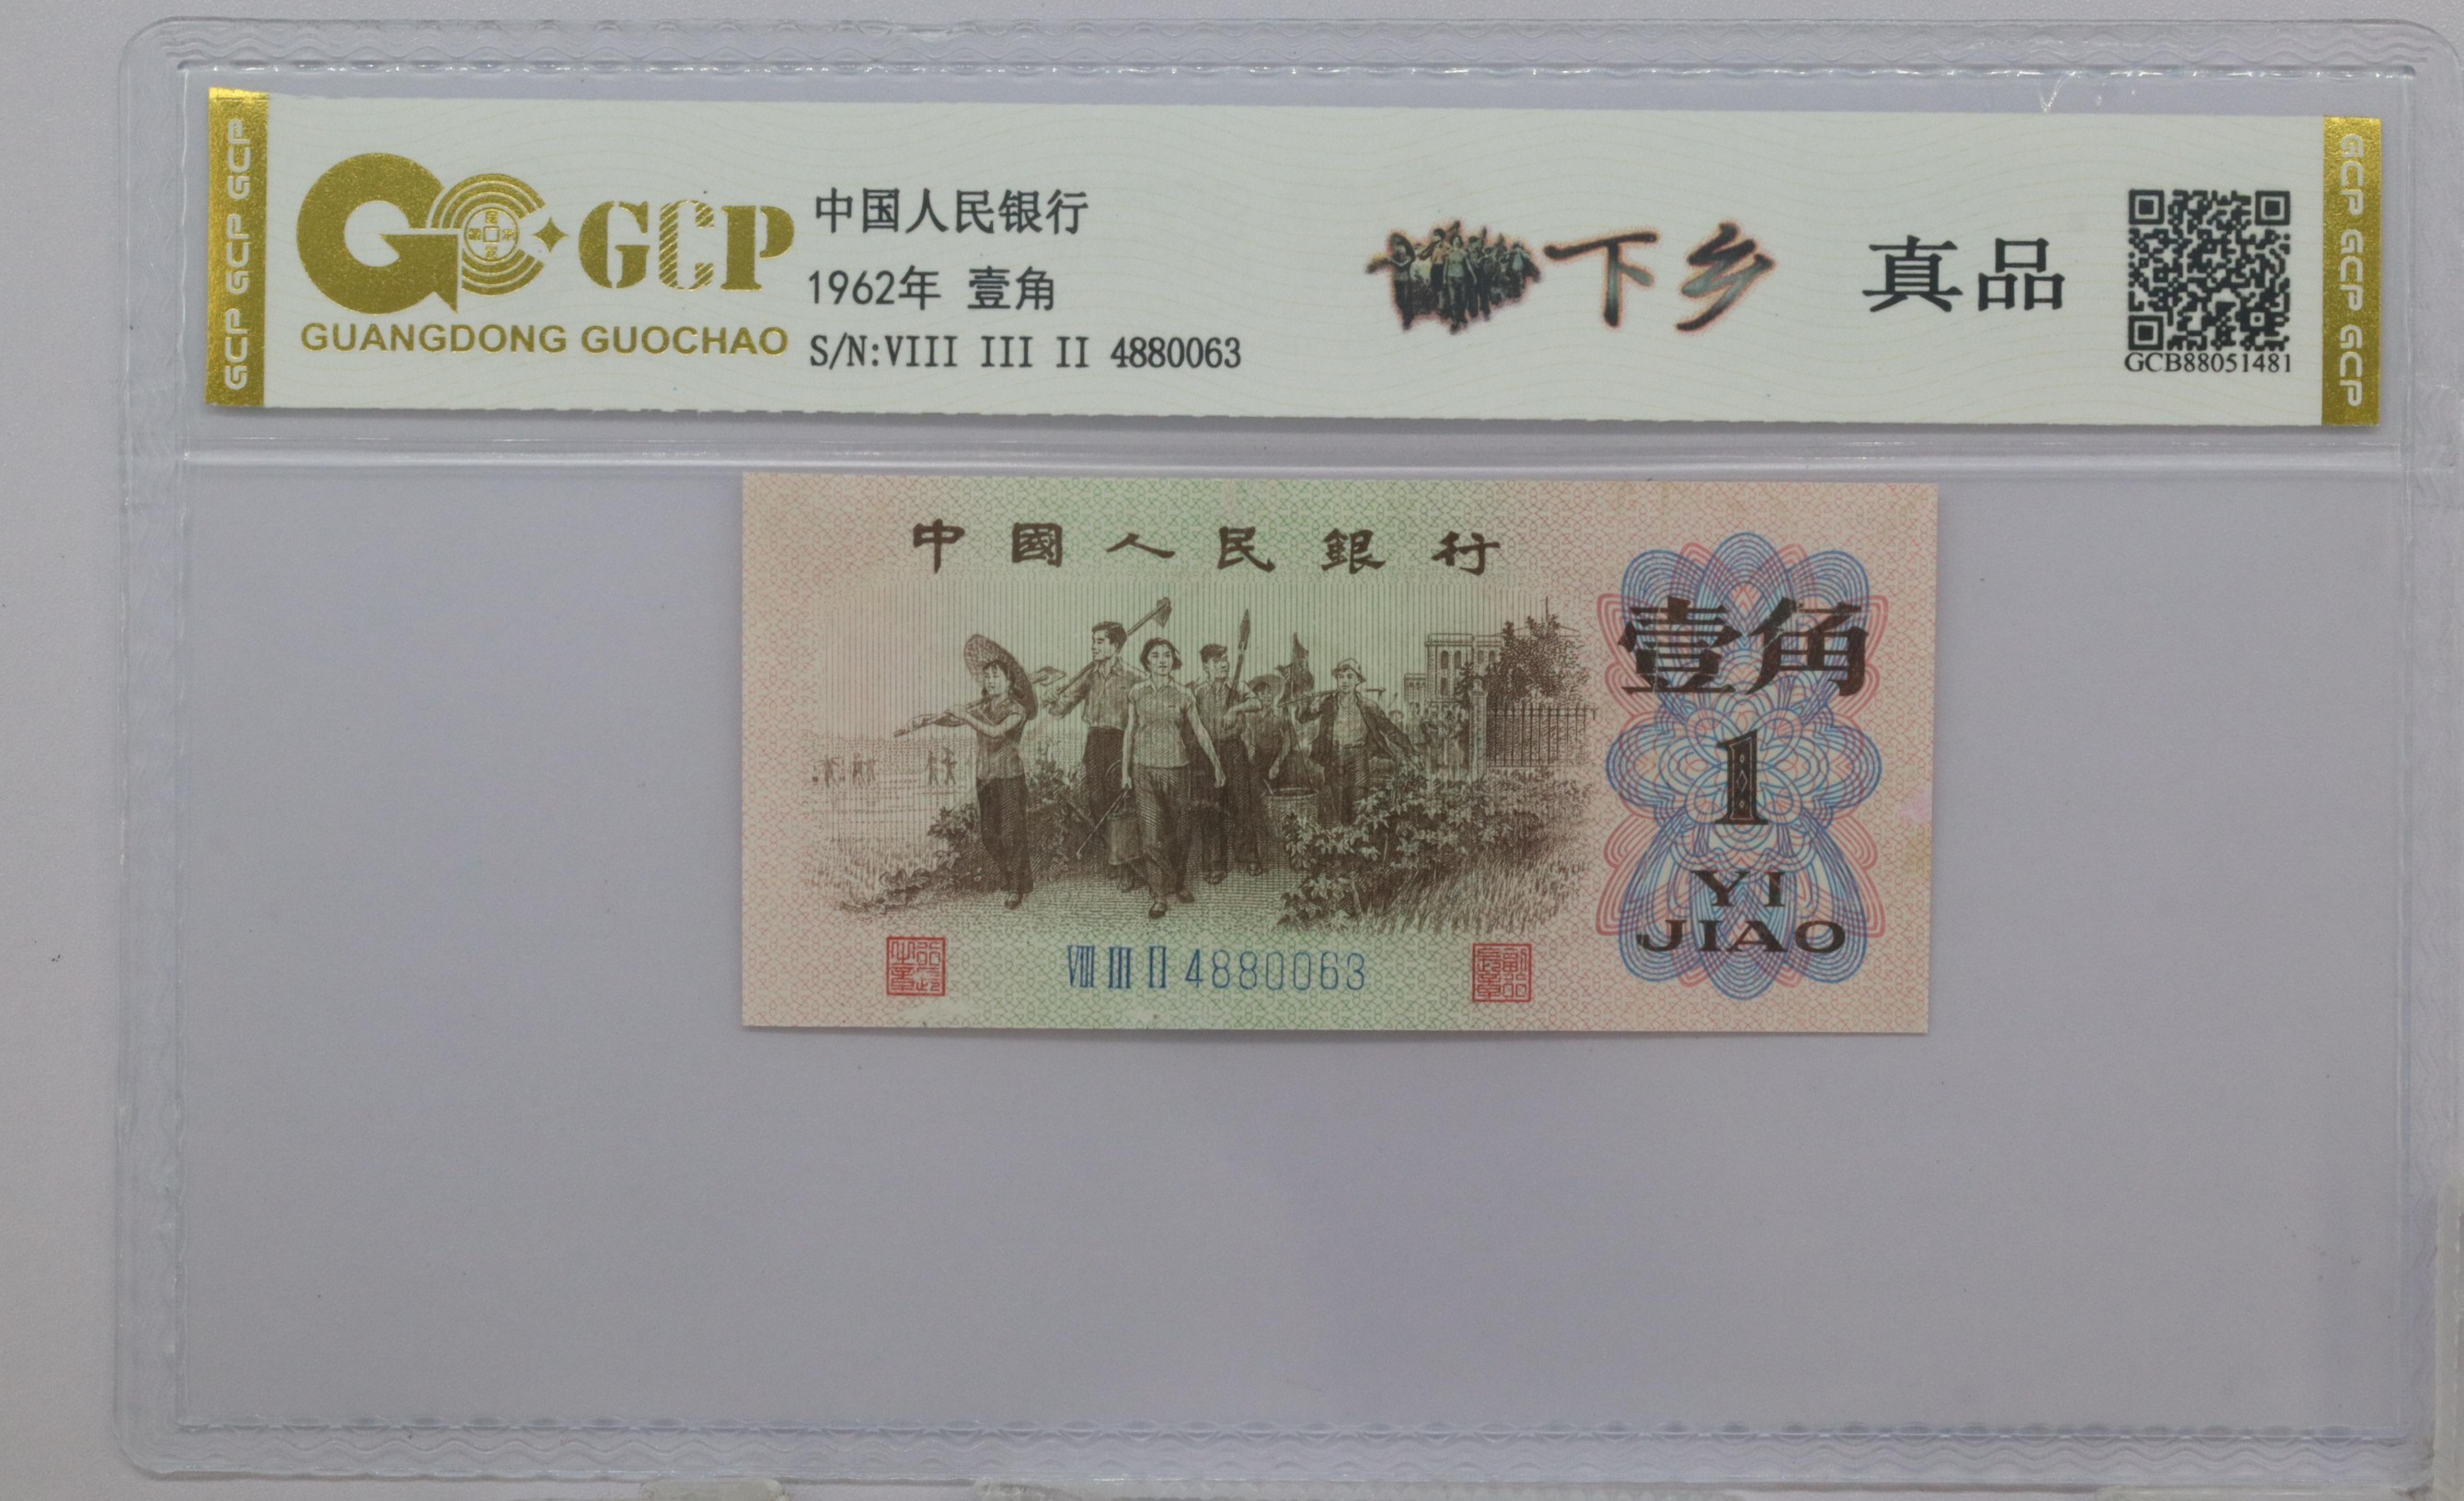 GCP GCP GCP GCP
GCP
GUANGDONG GUOCHAO
中国人民银行
1962年 壹角
S/N:VIII III II 4880063
下乡
真品
GCB88051481
GCP GCP GCP GCP
中國人民銀行
壹角
1
YI
JIAO
VIII III II 4880063